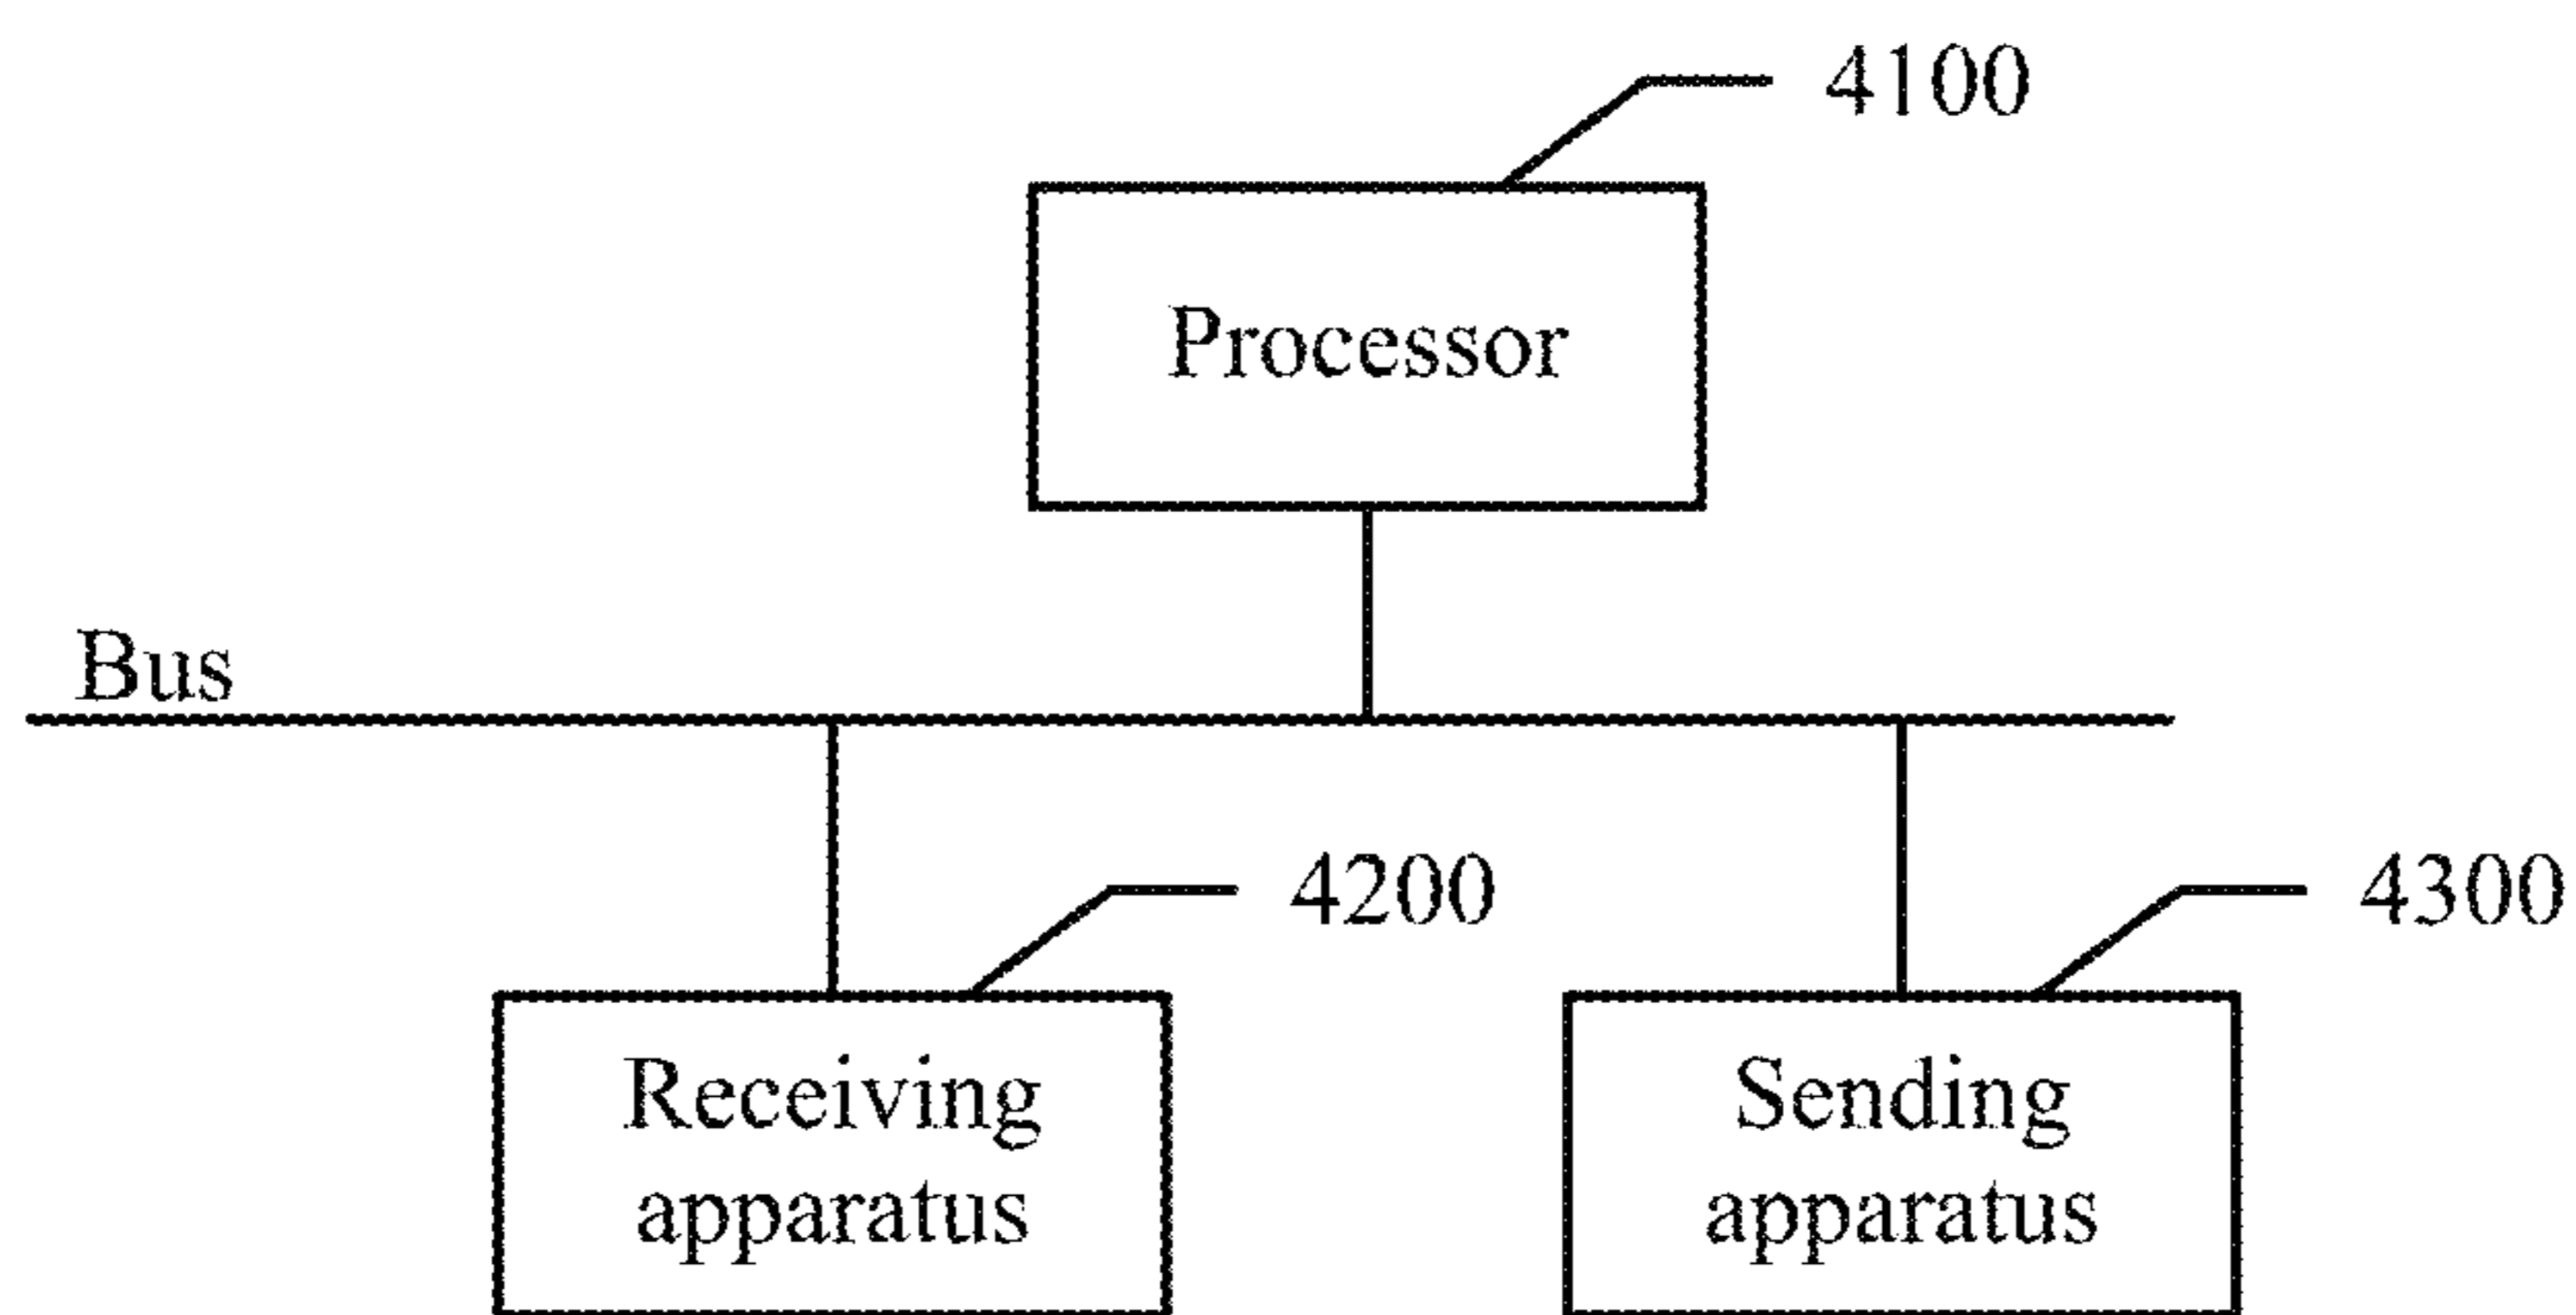 4100
Processor
Bus
4200
4300
Receiving
apparatus
Sending
apparatus